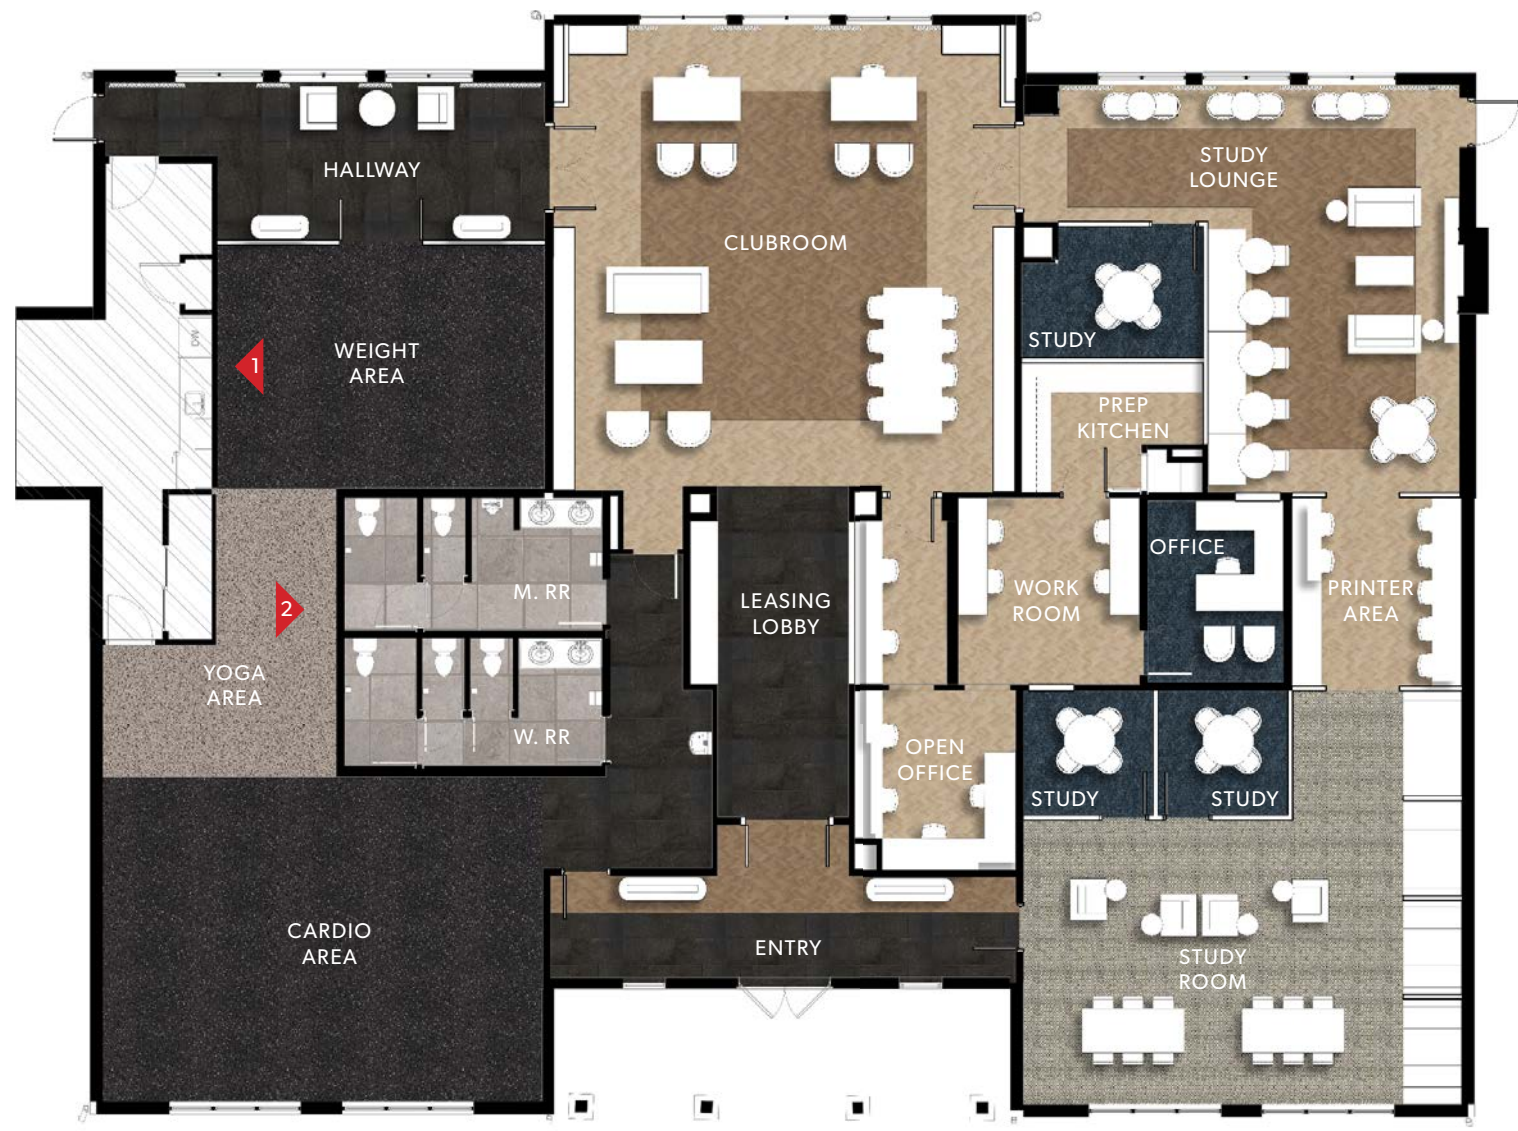 HALLWAY
STUDY
LOUNGE
CLUBROOM
WEIGHT
AREA
1
STUDY
PREP
KITCHEN
OFFICE
M. RR
WORK
ROOM
PRINTER
AREA
LEASING
LOBBY
2
YOGA
AREA
W. RR
OPEN
OFFICE
STUDY
STUDY
CARDIO
AREA
ENTRY
STUDY
ROOM